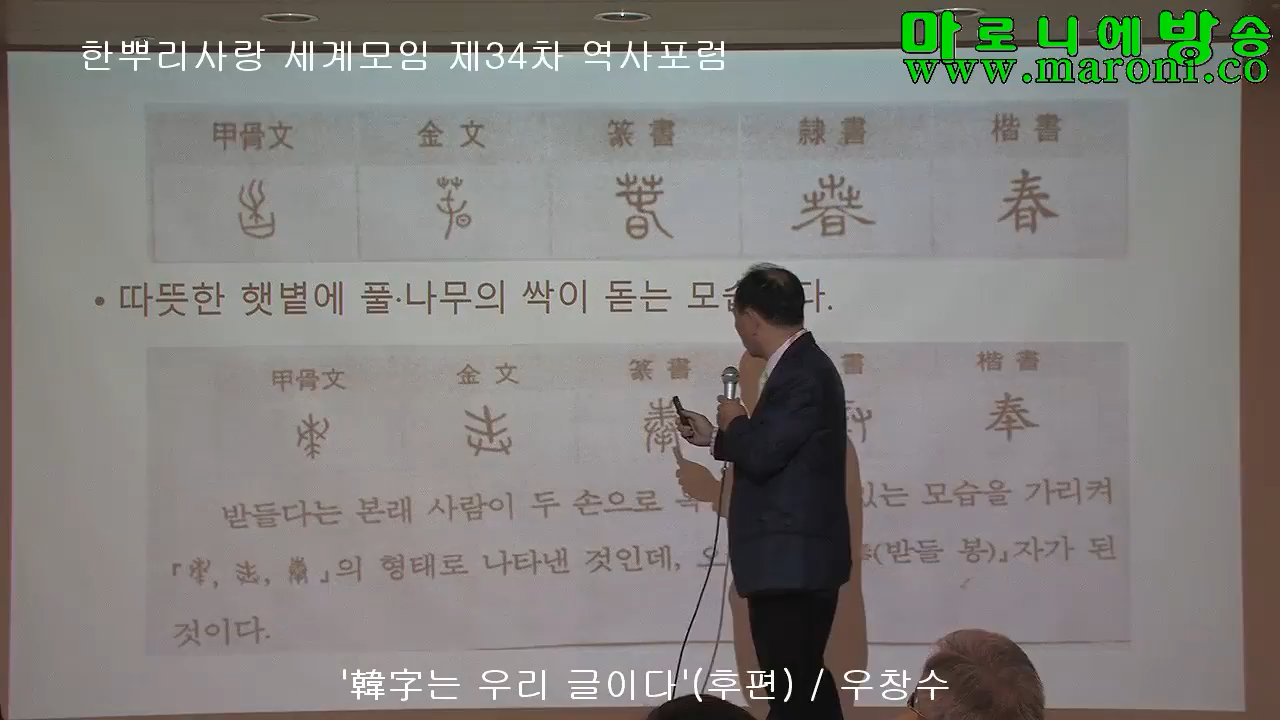 한뿌리사랑 세계모임 제34차 역사포럼
마로니에방송
www.maroni.co
甲骨文 金文 篆書 隷書 楷書
春
• 따뜻한 햇볕에 풀·나무의 싹이 돋는 모습 다.
甲骨文 金文 篆書 書 楷書
奉
받들다는 본래 사람이 두 손으로 있는 모습을 가리켜
『 , , 』의 형태로 나타낸 것인데, (받들 봉)』자가 된
것이다.
'韓字는 우리 글이다'(후편) / 우창수